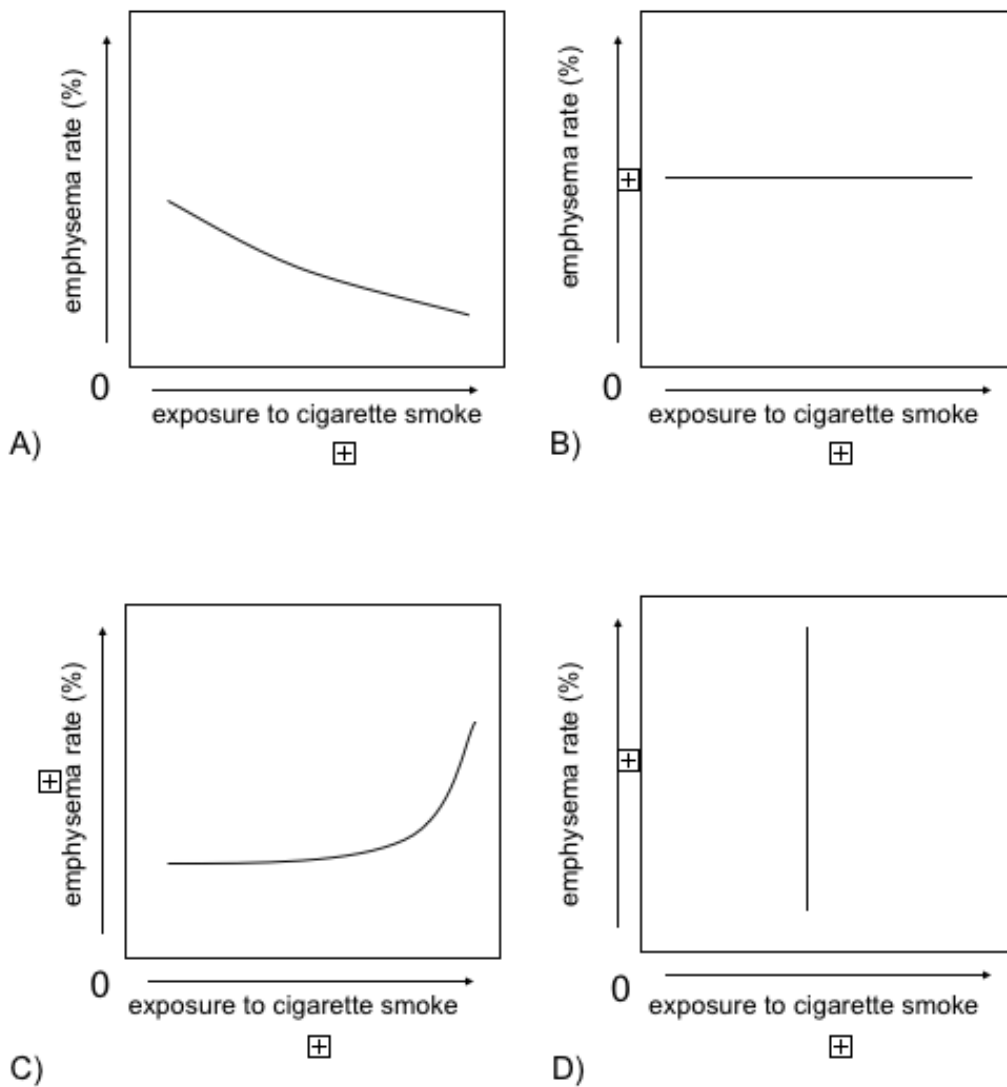 emphysema rate (%)
0
exposure to cigarette smoke
A)
emphysema rate (%)
0
exposure to cigarette smoke
B)
emphysema rate (%)
0
exposure to cigarette smoke
C)
emphysema rate (%)
0
exposure to cigarette smoke
D)